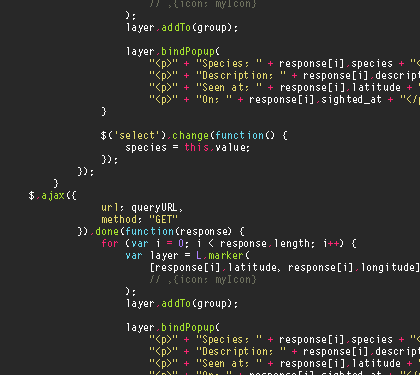 // ,{icon: myIcon}
);
layer.addTo(group);
layer.bindPopup(
"<p>" + "Species: " + response[i].species + "<
"<p>" + "Description: " + response[i].descript
"<p>" + "Seen at: " + response[i].latitude + "
"<p>" + "On: " + response[i].sighted_at + "</p
)
$('select').change(function() {
species = this.value;
});
});
}
$.ajax({
url: queryURL,
method: "GET"
}).done(function(response) {
for (var i = 0; i < response.length; i++) {
var layer = L.marker(
[response[i].latitude, response[i].longitude]
// ,{icon: myIcon}
);
layer.addTo(group);
layer.bindPopup(
"<p>" + "Species: " + response[i].species + "<
"<p>" + "Description: " + response[i].descript
"<p>" + "Seen at: " + response[i].latitude + "
"<p>" + "On: " + response[i].sighted_at + "</p